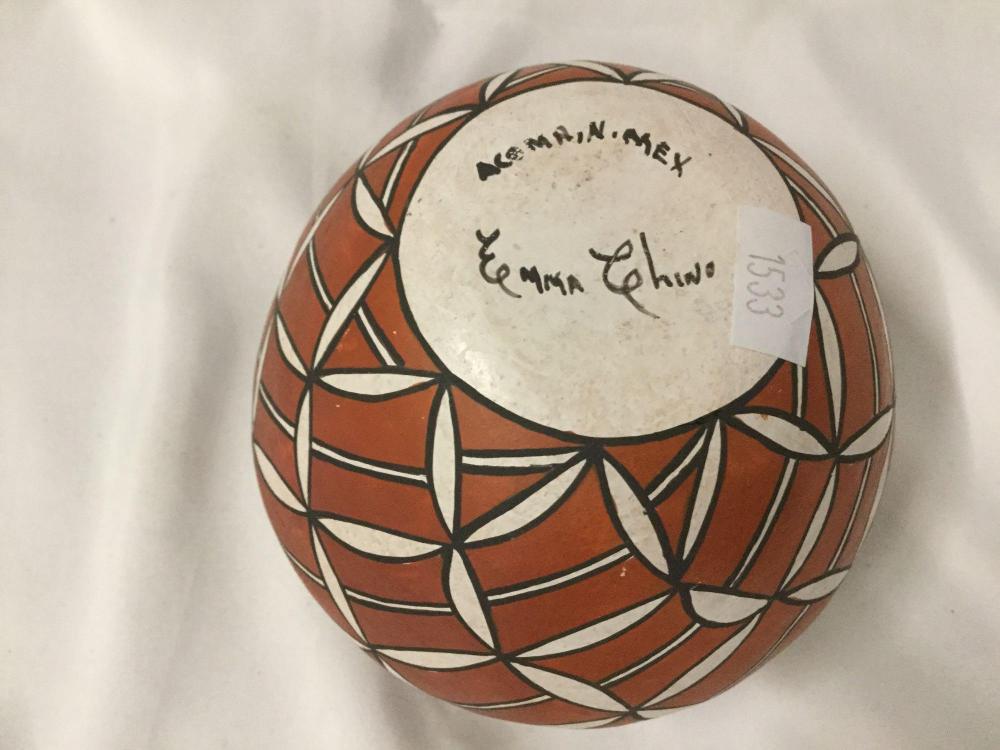 ACOMA, N. MEX
Emma Chino
1533